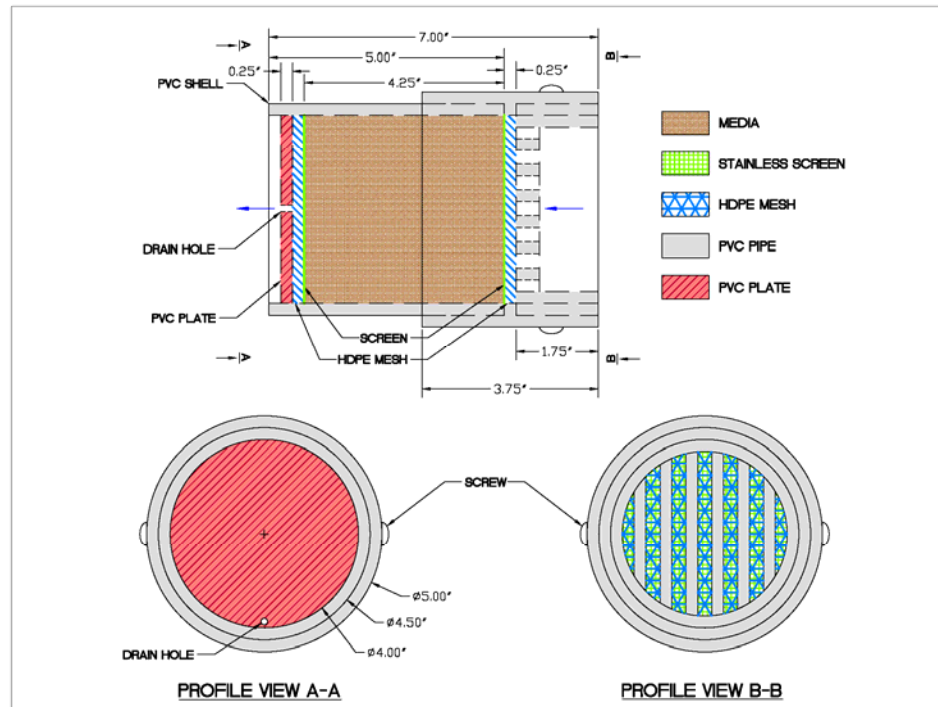 A
7.00"
B
5.00"
0.25"
4.25"
0.25"
PVC SHELL
MEDIA
STAINLESS SCREEN
HDPE MESH
PVC PIPE
PVC PLATE
DRAIN HOLE
PVC PLATE
SCREEN
HDPE MESH
A
B
1.75"
3.75"
SCREW
ø5.00"
ø4.50"
ø4.00"
DRAIN HOLE
PROFILE VIEW A-A
PROFILE VIEW B-B